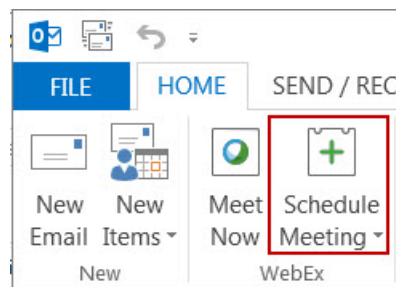 FILE HOME SEND / REC
New Email
New Items
Meet Now
Schedule Meeting
New
WebEx